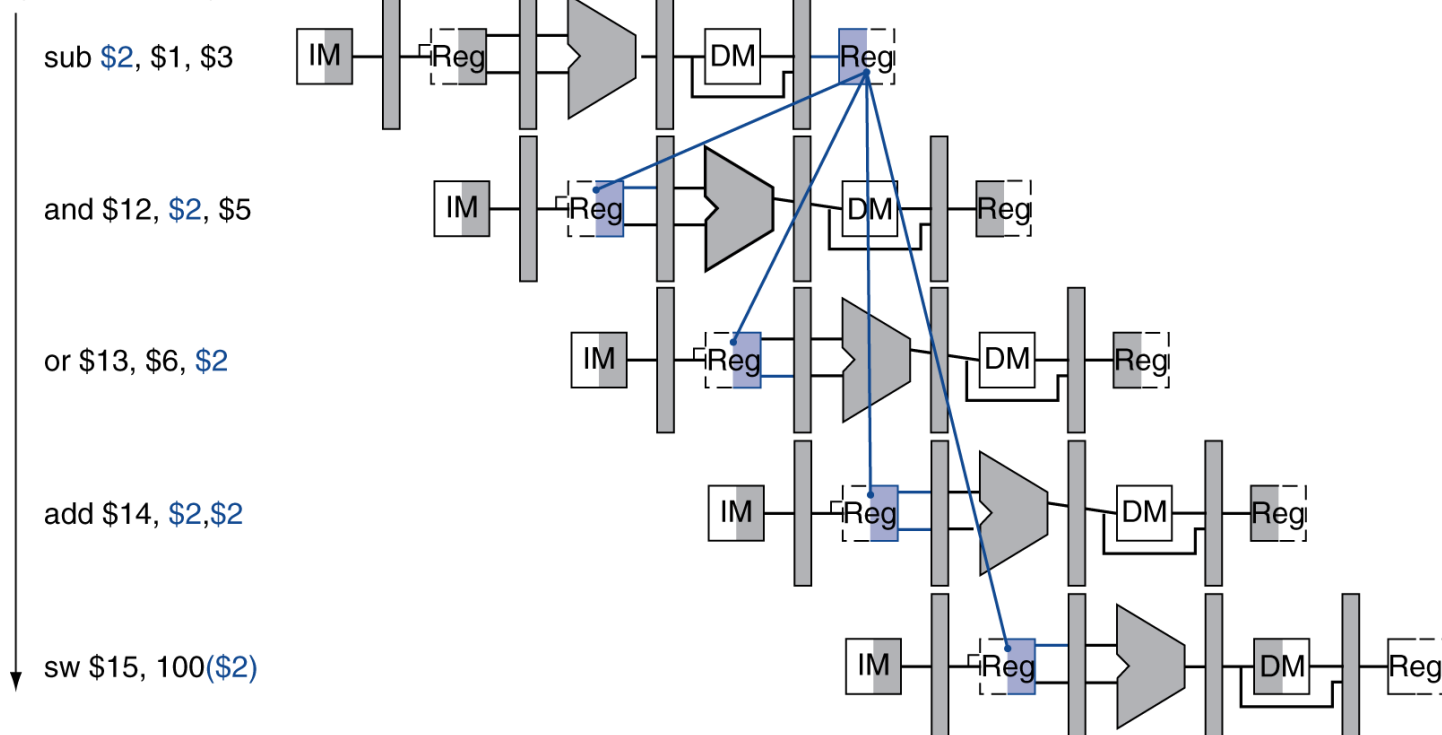 sub $2, $1, $3 IM Reg DM Reg
and $12, $2, $5 IM Reg DM Reg
or $13, $6, $2 IM Reg DM Reg
add $14, $2,$2 IM Reg DM Reg
sw $15, 100($2) IM Reg DM Reg